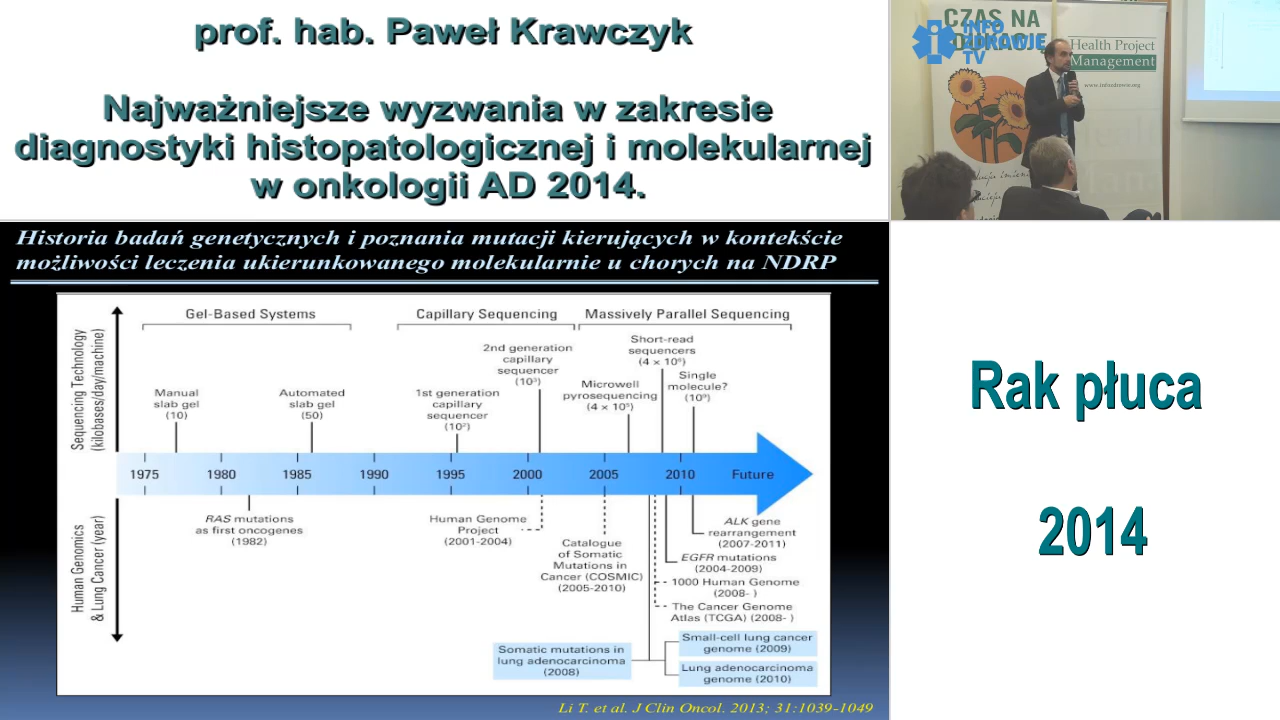 prof. hab. Paweł Krawczyk
Najważniejsze wyzwania w zakresie
diagnostyki histopatologicznej i molekularnej
w onkologii AD 2014.
CZAS NA
INFO
ZDROWIE
TV
Health Project
Management
www.infozdrowie.org
Historia badań genetycznych i poznania mutacji kierujących w kontekście
możliwości leczenia ukierunkowanego molekularnie u chorych na NDRP
Gel-Based Systems
Capillary Sequencing
Massively Parallel Sequencing
Sequencing Technology
(kilobases/day/machine)
Manual
slab gel
(10)
Automated
slab gel
(50)
1st generation
capillary
sequencer
(10²)
2nd generation
capillary
sequencer
(10³)
Microwell
pyrosequencing
(4 × 10⁵)
Short-read
sequencers
(4 × 10⁶)
Single
molecule?
(10⁹)
1975
1980
1985
1990
1995
2000
2005
2010
Future
Human Genomics
& Lung Cancer (year)
RAS mutations
as first oncogenes
(1982)
Human Genome
Project
(2001-2004)
Catalogue
of Somatic
Mutations in
Cancer (COSMIC)
(2005-2010)
ALK gene
rearrangement
(2007-2011)
EGFR mutations
(2004-2009)
1000 Human Genome
(2008- )
The Cancer Genome
Atlas (TCGA) (2008- )
Somatic mutations in
lung adenocarcinoma
(2008)
Small-cell lung cancer
genome (2009)
Lung adenocarcinoma
genome (2010)
Li T. et al. J Clin Oncol. 2013; 31:1039-1049
Rak płuca
2014